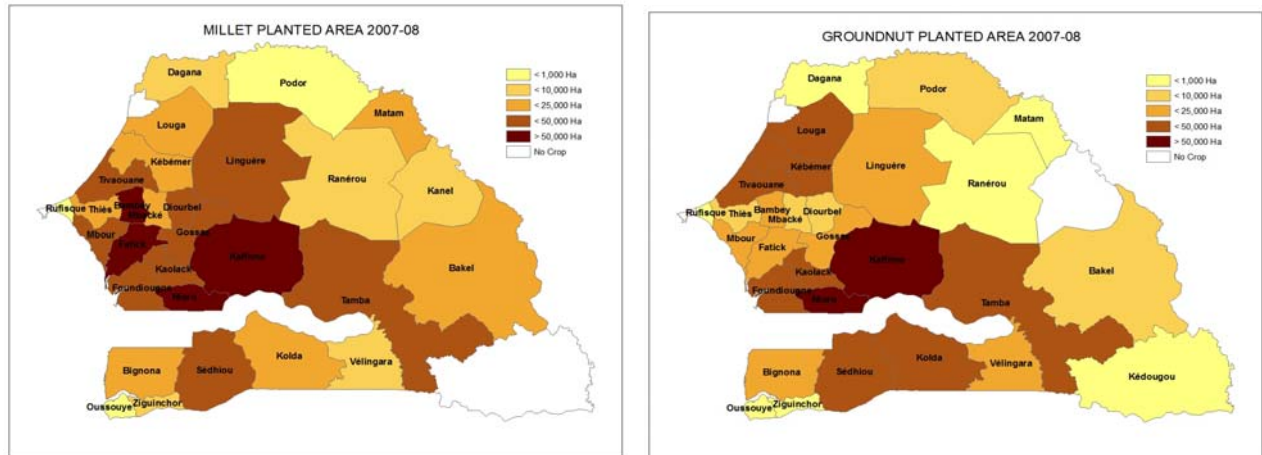 MILLET PLANTED AREA 2007-08
Dagana
Podor
< 1,000 Ha
< 10,000 Ha
< 25,000 Ha
< 50,000 Ha
> 50,000 Ha
No Crop
Matam
Louga
Linguère
Kébémer
Ranérou
Kanel
Tivaouane
Rufisque
Thiès
Bambey
Mbacké
Diourbel
Mbour
Fatick
Gossas
Kaffrine
Kaolack
Bakel
Foundiougne
Nioro
Tamba
Kolda
Vélingara
Sédhiou
Bignona
Oussouye
Ziguinchor
GROUNDNUT PLANTED AREA 2007-08
Dagana
Podor
< 1,000 Ha
< 10,000 Ha
< 25,000 Ha
< 50,000 Ha
> 50,000 Ha
No Crop
Matam
Louga
Linguère
Kébémer
Ranérou
Tivaouane
Rufisque
Thiès
Bambey
Mbacké
Diourbel
Mbour
Fatick
Gossas
Kaffrine
Kaolack
Bakel
Foundiougne
Nioro
Tamba
Kolda
Vélingara
Sédhiou
Bignona
Kédougou
Oussouye
Ziguinchor